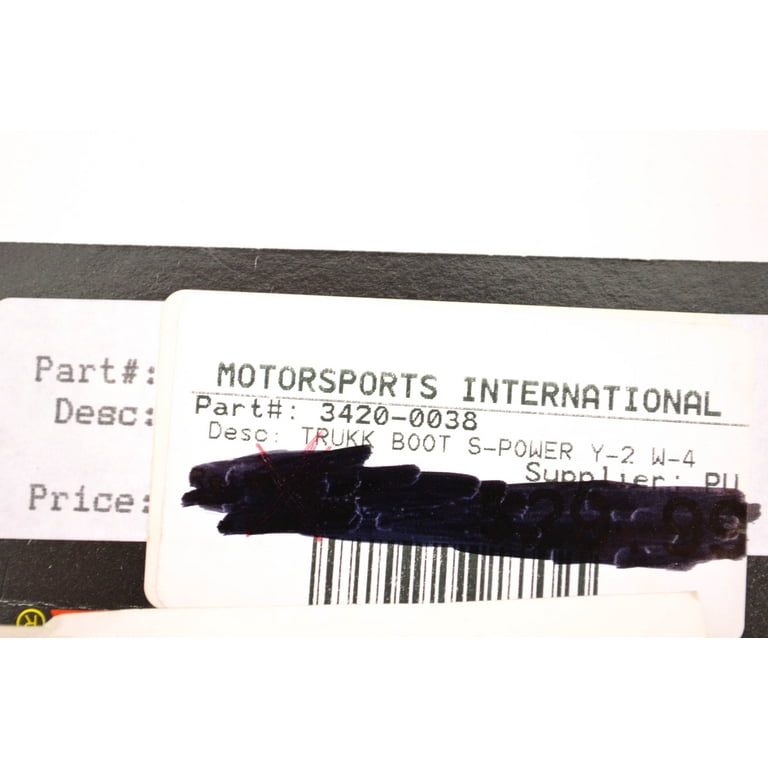 Part#:
Desc:
Price:
MOTORSPORTS INTERNATIONAL
Part#: 3420-0038
Desc: TRUKK BOOT S-POWER Y-2 W-4
Supplier: PU
®